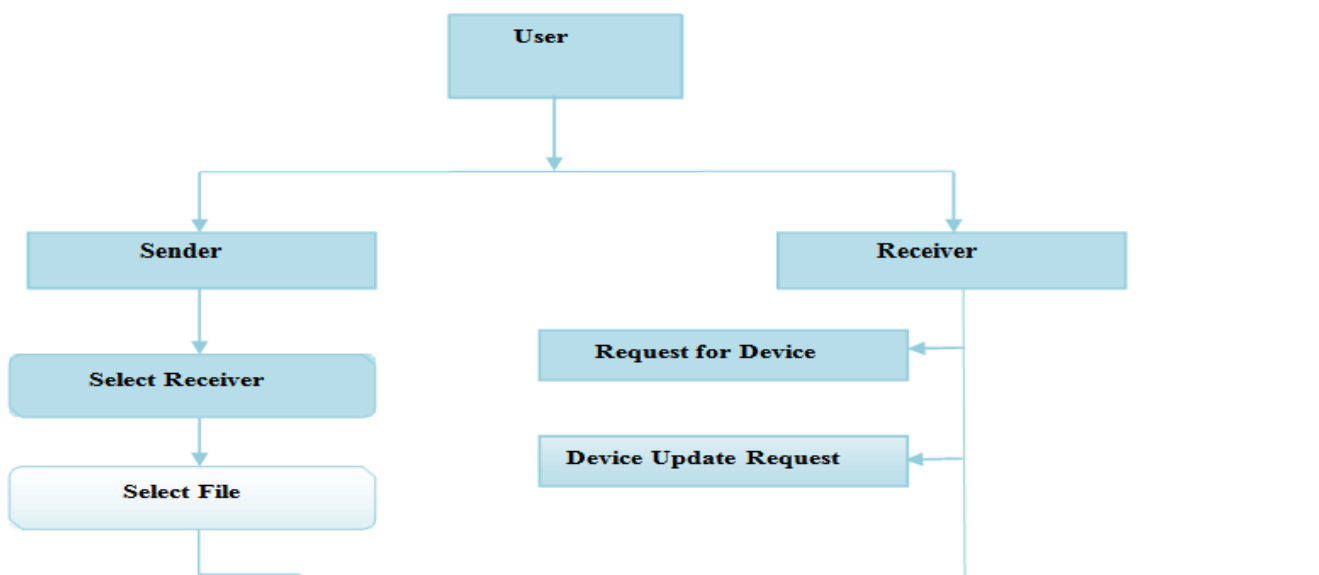 User
Sender
Receiver
Request for Device
Select Receiver
Device Update Request
Select File